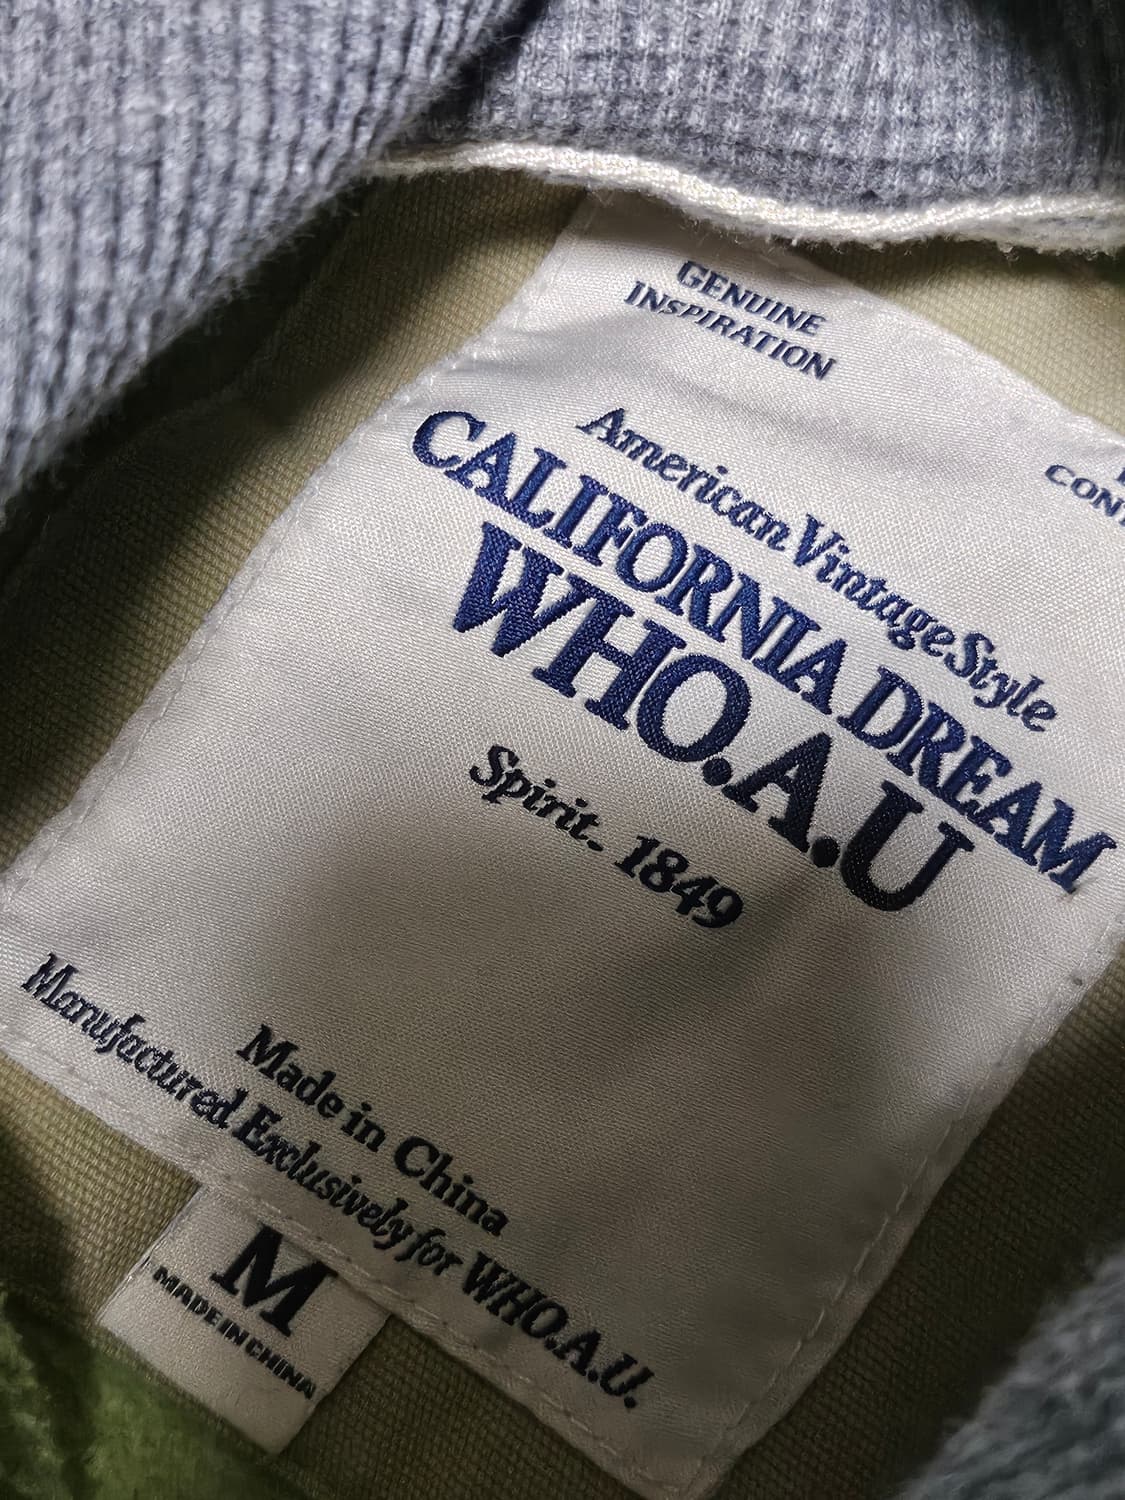 GENUINE
INSPIRATION
American Vintage Style
CALIFORNIA DREAM
WHO.A.U
Spirit. 1849
Made in China
Manufactured Exclusively for WHO.A.U.
M
MADE IN CHINA